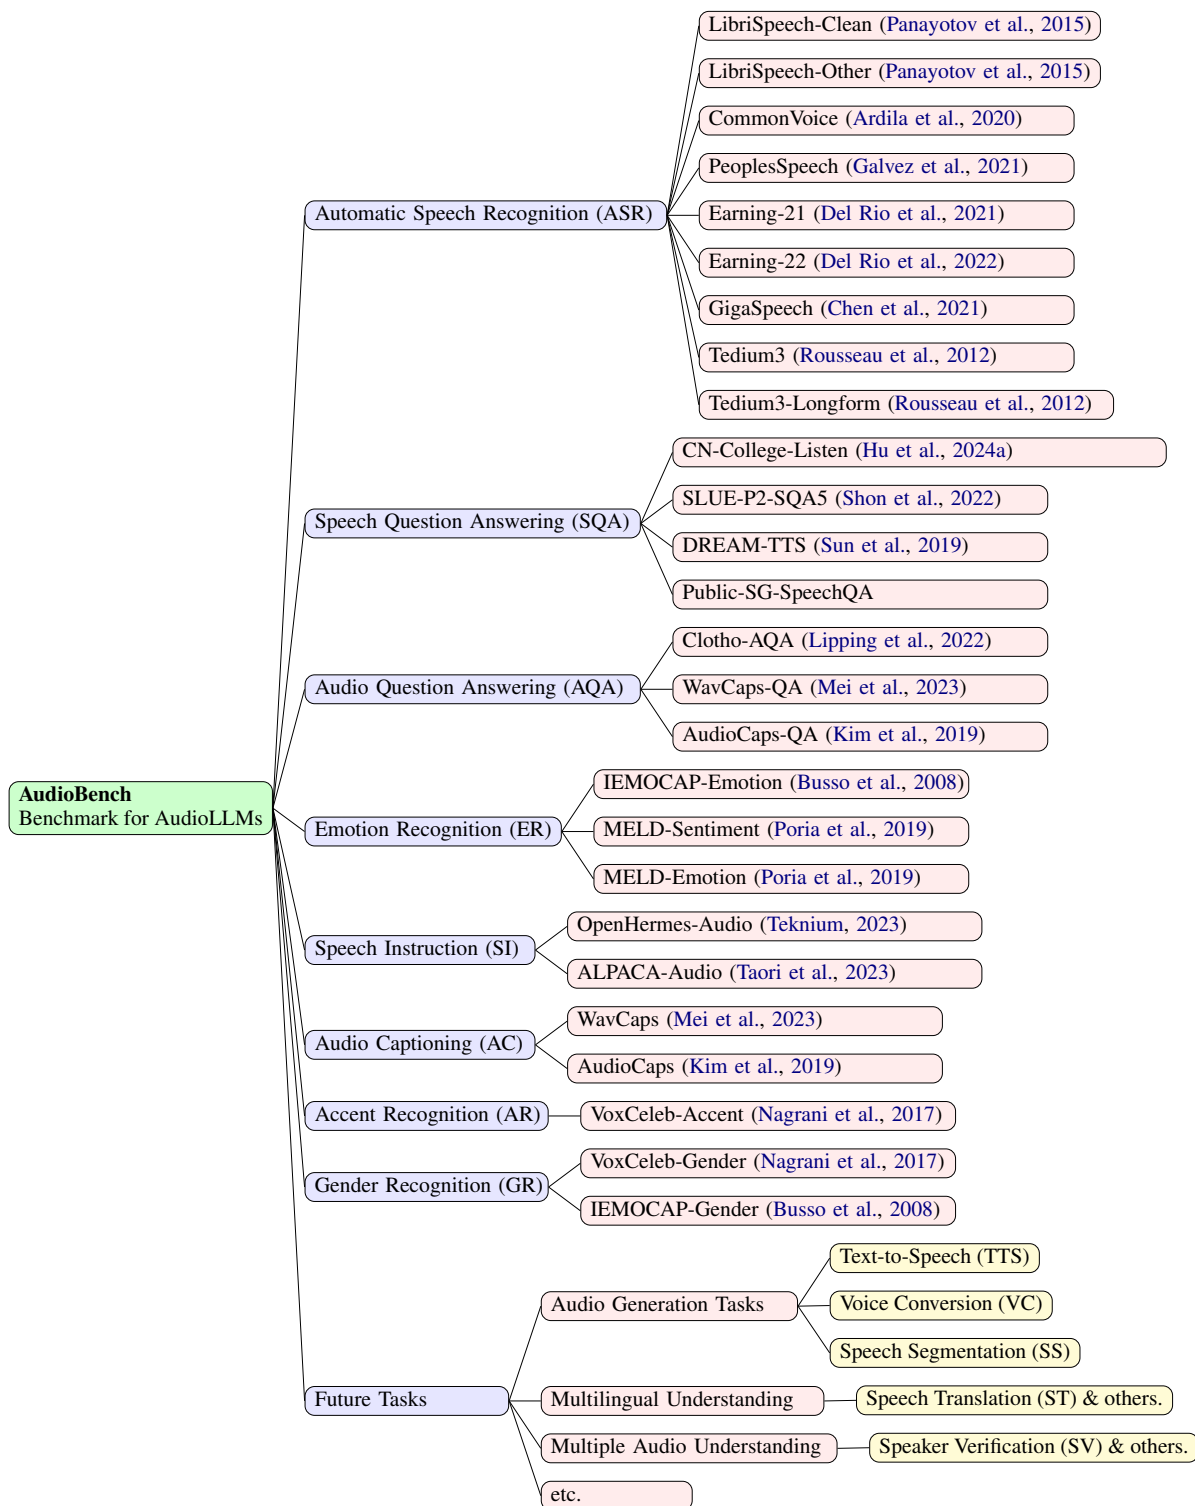 AudioBench
Benchmark for AudioLLMs
Automatic Speech Recognition (ASR)
LibriSpeech-Clean (Panayotov et al., 2015)
LibriSpeech-Other (Panayotov et al., 2015)
CommonVoice (Ardila et al., 2020)
PeoplesSpeech (Galvez et al., 2021)
Earning-21 (Del Rio et al., 2021)
Earning-22 (Del Rio et al., 2022)
GigaSpeech (Chen et al., 2021)
Tedium3 (Rousseau et al., 2012)
Tedium3-Longform (Rousseau et al., 2012)
Speech Question Answering (SQA)
CN-College-Listen (Hu et al., 2024a)
SLUE-P2-SQA5 (Shon et al., 2022)
DREAM-TTS (Sun et al., 2019)
Public-SG-SpeechQA
Audio Question Answering (AQA)
Clotho-AQA (Lipping et al., 2022)
WavCaps-QA (Mei et al., 2023)
AudioCaps-QA (Kim et al., 2019)
Emotion Recognition (ER)
IEMOCAP-Emotion (Busso et al., 2008)
MELD-Sentiment (Poria et al., 2019)
MELD-Emotion (Poria et al., 2019)
Speech Instruction (SI)
OpenHermes-Audio (Teknium, 2023)
ALPACA-Audio (Taori et al., 2023)
Audio Captioning (AC)
WavCaps (Mei et al., 2023)
AudioCaps (Kim et al., 2019)
Accent Recognition (AR)
VoxCeleb-Accent (Nagrani et al., 2017)
Gender Recognition (GR)
VoxCeleb-Gender (Nagrani et al., 2017)
IEMOCAP-Gender (Busso et al., 2008)
Future Tasks
Audio Generation Tasks
Text-to-Speech (TTS)
Voice Conversion (VC)
Speech Segmentation (SS)
Multilingual Understanding
Speech Translation (ST) & others.
Multiple Audio Understanding
Speaker Verification (SV) & others.
etc.